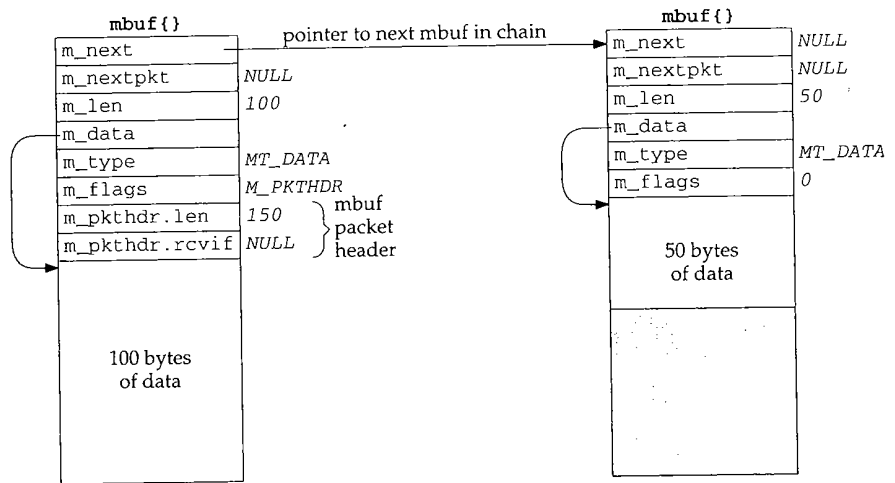 mbuf{}
m_next
pointer to next mbuf in chain
m_nextpkt NULL
m_len 100
m_data
m_type MT_DATA
m_flags M_PKTHDR
m_pkthdr.len 150
m_pkthdr.rcvif NULL
mbuf
packet
header
100 bytes
of data
mbuf{}
m_next NULL
m_nextpkt NULL
m_len 50
m_data
m_type MT_DATA
m_flags 0
50 bytes
of data